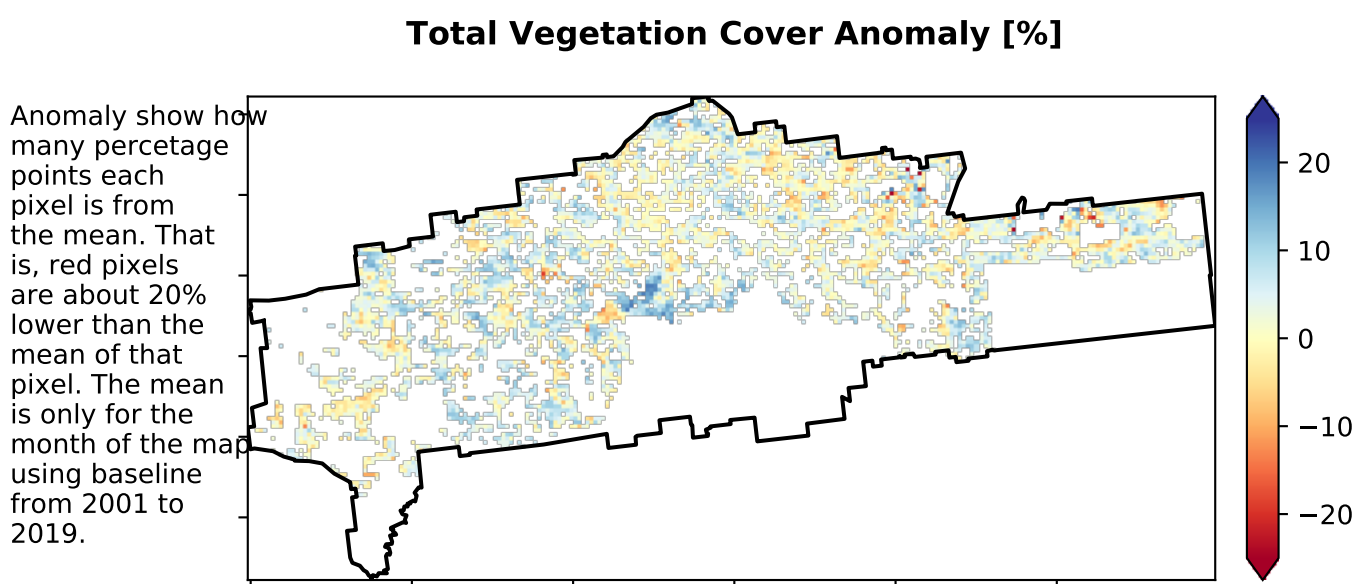 Total Vegetation Cover Anomaly [%]
Anomaly show how
many percetage
points each
pixel is from
the mean. That
is, red pixels
are about 20%
lower than the
mean of that
pixel. The mean
is only for the
month of the map
using baseline
from 2001 to
2019.
20
10
0
−10
−20